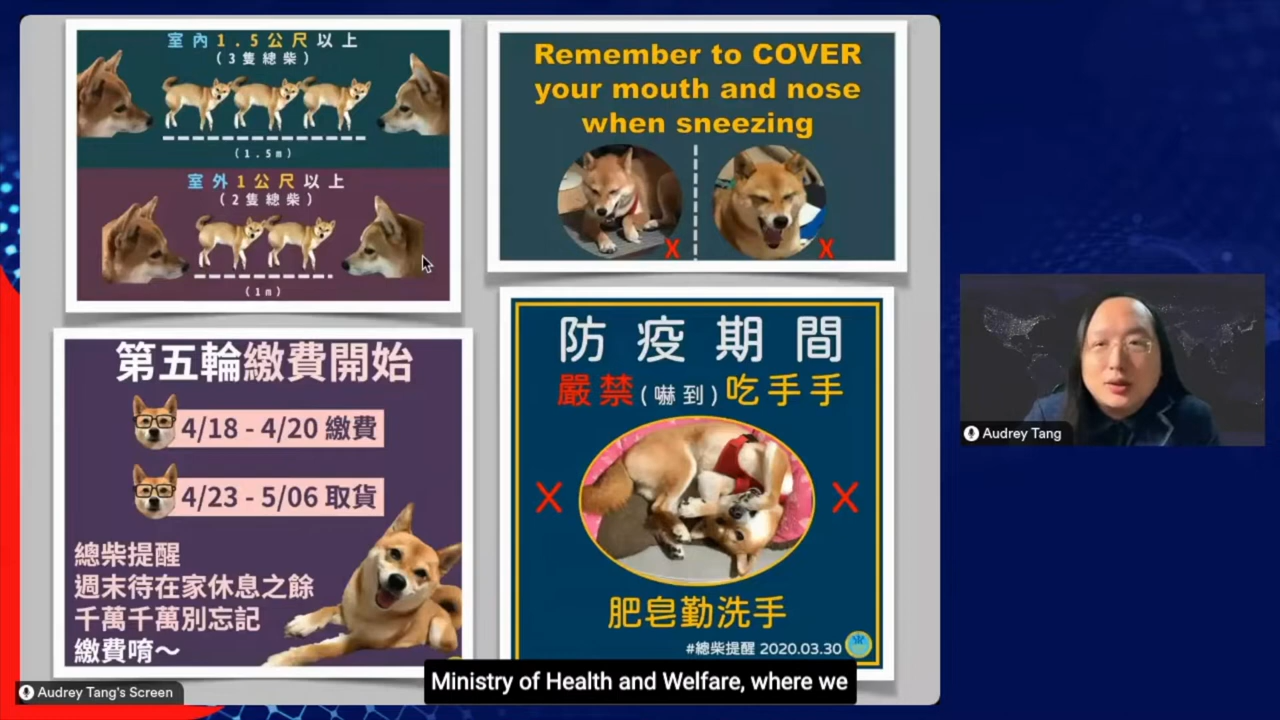 室內1.5公尺以上
(3隻總柴)
(1.5m)
室外1公尺以上
(2隻總柴)
(1m)
Remember to COVER
your mouth and nose
when sneezing
X
X
第五輪繳費開始
4/18 - 4/20 繳費
4/23 - 5/06 取貨
總柴提醒
週末待在家休息之餘
千萬千萬別忘記
繳費唷～
防疫期間
嚴禁(嚇到)吃手手
X
X
肥皂勤洗手
#總柴提醒 2020.03.30
Audrey Tang
Audrey Tang's Screen
Ministry of Health and Welfare, where we